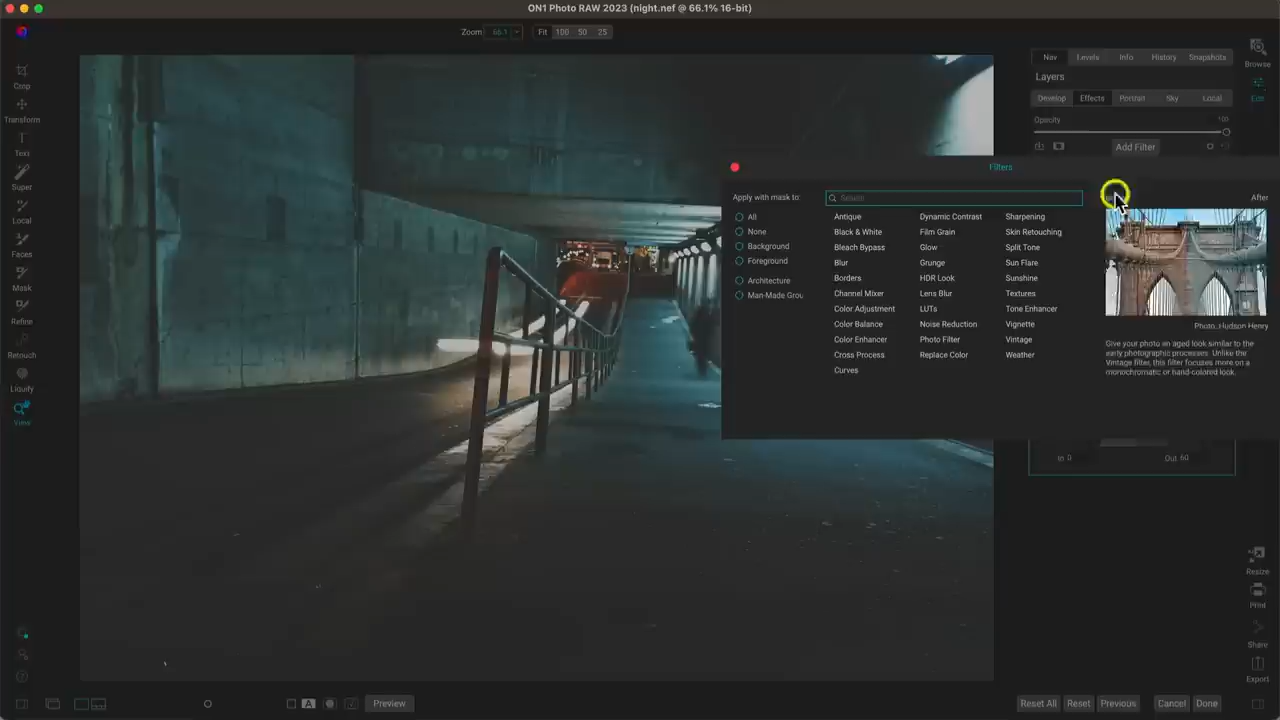 ON1 Photo RAW 2023 (night.nef @ 66.1% 16-bit)
Zoom 66.1 Fit 100 50 25
Crop
Transform
Text
Super
Local
Faces
Mask
Refine
Retouch
Liquify
View
Nav Levels Info History Snapshots
Layers
Develop Effects Portrait Sky Local
Opacity 100
Add Filter
Browse
Edit
Filters
Apply with mask to:
All
None
Background
Foreground
Architecture
Man-Made Grou
Search
Antique
Black & White
Bleach Bypass
Blur
Borders
Channel Mixer
Color Adjustment
Color Balance
Color Enhancer
Cross Process
Curves
Dynamic Contrast
Film Grain
Glow
Grunge
HDR Look
Lens Blur
LUTs
Noise Reduction
Photo Filter
Replace Color
Sharpening
Skin Retouching
Split Tone
Sun Flare
Sunshine
Textures
Tone Enhancer
Vignette
Vintage
Weather
After
Photo: Hudson Henry
Give your photo an aged look similar to the
early photographic processes. Unlike the
Vintage filter, this filter focuses more on a
monochromatic or hand-colored look.
In 0 Out 60
Resize
Print
Share
Export
A
Preview
Reset All Reset Previous Cancel Done